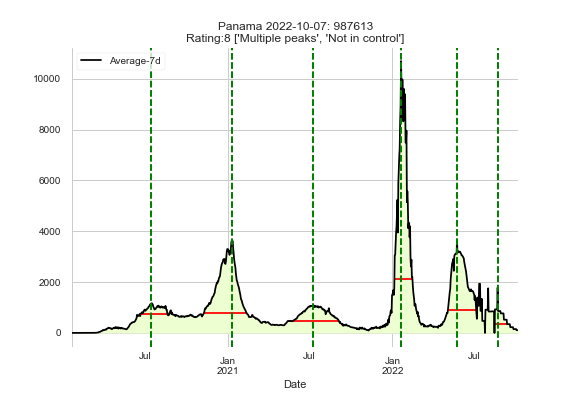 Panama 2022-10-07: 987613
Rating:8 ['Multiple peaks', 'Not in control']
Average-7d
10000
8000
6000
4000
2000
0
Jul
Jan
2021
Jul
Jan
2022
Jul
Date